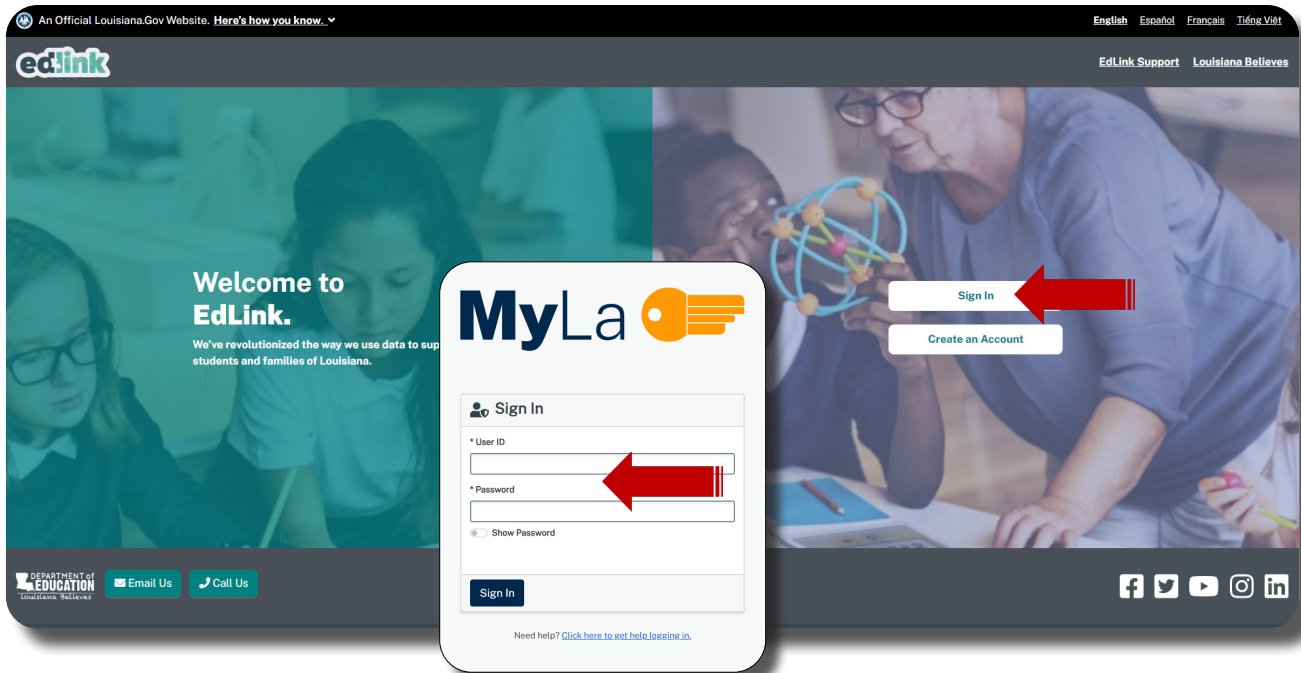 An Official Louisiana.Gov Website. Here's how you know.
English Español Français Tiếng Việt
edlink
EdLink Support Louisiana Believes
Welcome to
EdLink.
We've revolutionized the way we use data to sup
students and families of Louisiana.
Sign In
Create an Account
MyLa
Sign In
* User ID
* Password
Show Password
Sign In
Need help? Click here to get help logging in.
DEPARTMENT of
EDUCATION
Louisiana Believes
Email Us
Call Us